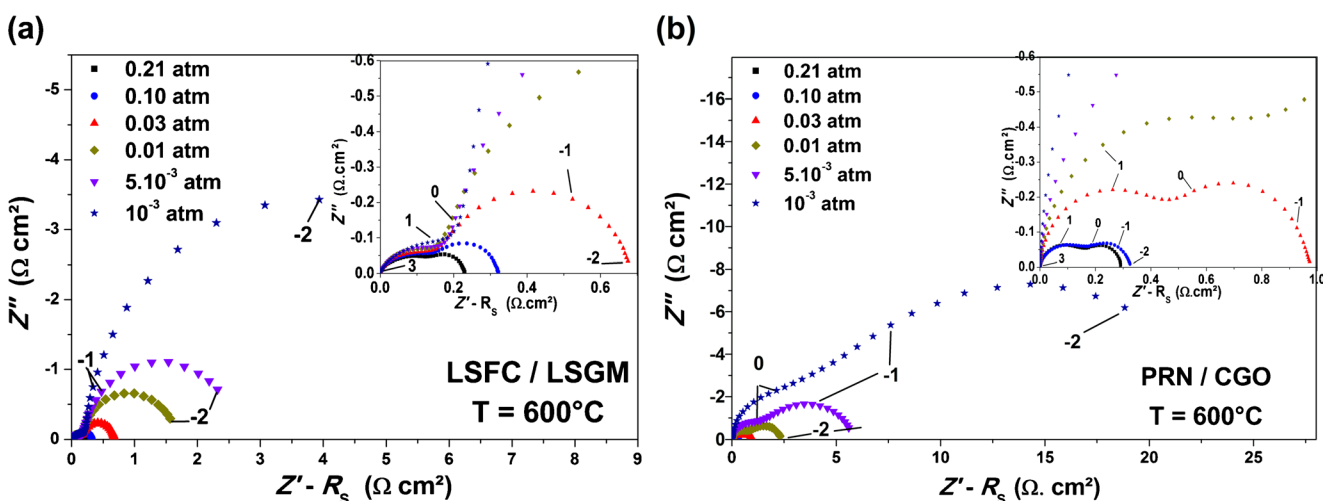 (a)
-5
-4
-3
-2
-1
0
Z″ (Ω cm²)
0.21 atm
0.10 atm
0.03 atm
0.01 atm
5.10⁻³ atm
10⁻³ atm
-2
-1
-2
LSFC / LSGM
T = 600°C
0 1 2 3 4 5 6 7 8 9
Z′ - Rₛ (Ω cm²)
-0.6
-0.5
-0.4
-0.3
-0.2
-0.1
0.0
Z″ (Ω.cm²)
-1
0
1
3
-2
0.0 0.2 0.4 0.6
Z′ - Rₛ (Ω.cm²)
(b)
-16
-14
-12
-10
-8
-6
-4
-2
0
Z″ (Ω cm²)
0.21 atm
0.10 atm
0.03 atm
0.01 atm
5.10⁻³ atm
10⁻³ atm
0
-1
-2
-2
PRN / CGO
T = 600°C
0 5 10 15 20 25
Z′ - Rₛ (Ω. cm²)
-0.6
-0.5
-0.4
-0.3
-0.2
-0.1
0.0
Z″ (Ω.cm²)
1
1
0
-1
1
0
-1
3
-2
0.0 0.2 0.4 0.6 0.8 1.0
Z′ - Rₛ (Ω.cm²)